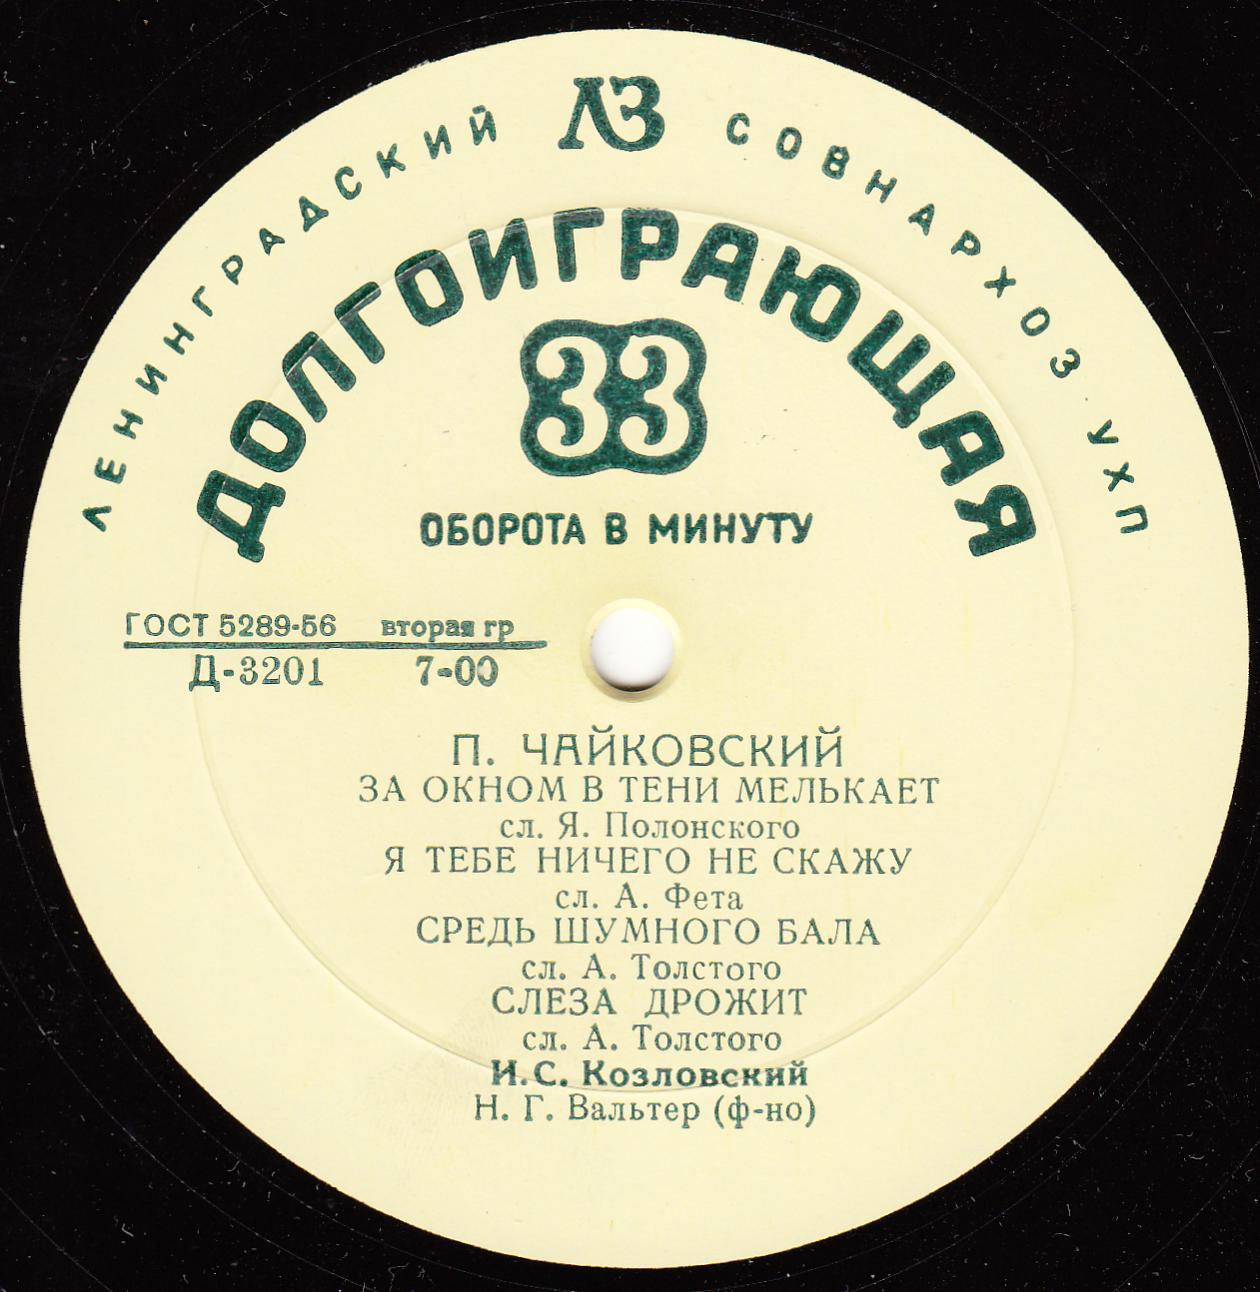 ЛЕНИНГРАДСКИЙ ЛЗ СОВНАРХОЗ УХП
ДОЛГОИГРАЮЩАЯ
33
ОБОРОТА В МИНУТУ
ГОСТ 5289-56 вторая гр
Д-3201 7-00
П. ЧАЙКОВСКИЙ
ЗА ОКНОМ В ТЕНИ МЕЛЬКАЕТ
сл. Я. Полонского
Я ТЕБЕ НИЧЕГО НЕ СКАЖУ
сл. А. Фета
СРЕДЬ ШУМНОГО БАЛА
сл. А. Толстого
СЛЕЗА ДРОЖИТ
сл. А. Толстого
И. С. Козловский
Н. Г. Вальтер (ф-но)